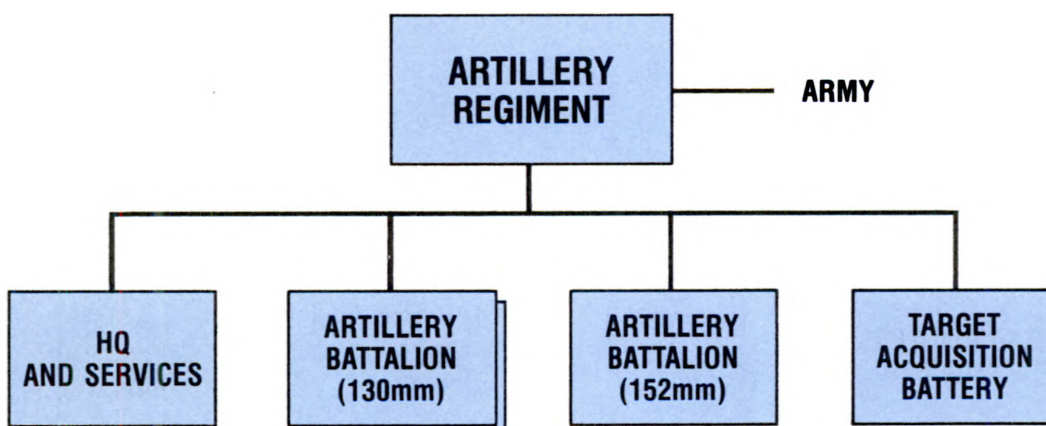 ARTILLERY
REGIMENT
ARMY
HQ
AND SERVICES
ARTILLERY
BATTALION
(130mm)
ARTILLERY
BATTALION
(152mm)
TARGET
ACQUISITION
BATTERY